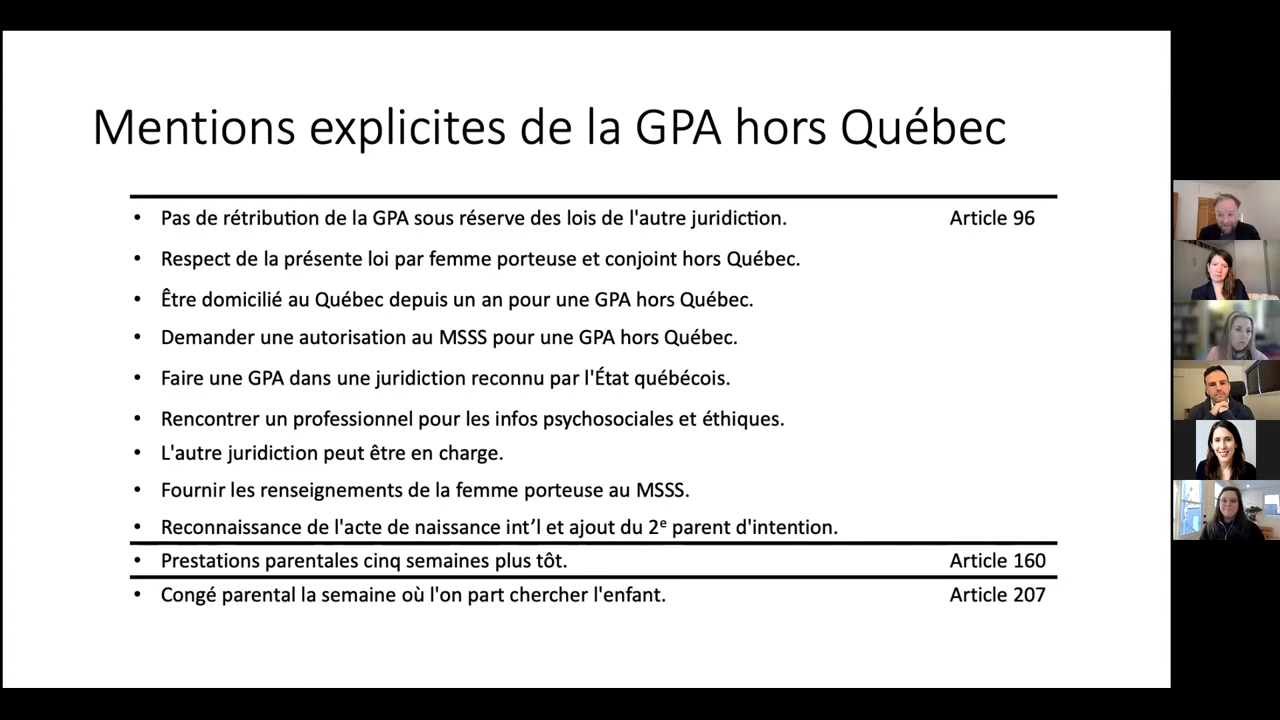 Mentions explicites de la GPA hors Québec
• Pas de rétribution de la GPA sous réserve des lois de l'autre juridiction. Article 96
• Respect de la présente loi par femme porteuse et conjoint hors Québec.
• Être domicilié au Québec depuis un an pour une GPA hors Québec.
• Demander une autorisation au MSSS pour une GPA hors Québec.
• Faire une GPA dans une juridiction reconnu par l'État québécois.
• Rencontrer un professionnel pour les infos psychosociales et éthiques.
• L'autre juridiction peut être en charge.
• Fournir les renseignements de la femme porteuse au MSSS.
• Reconnaissance de l'acte de naissance int’l et ajout du 2e parent d'intention.
• Prestations parentales cinq semaines plus tôt. Article 160
• Congé parental la semaine où l'on part chercher l'enfant. Article 207